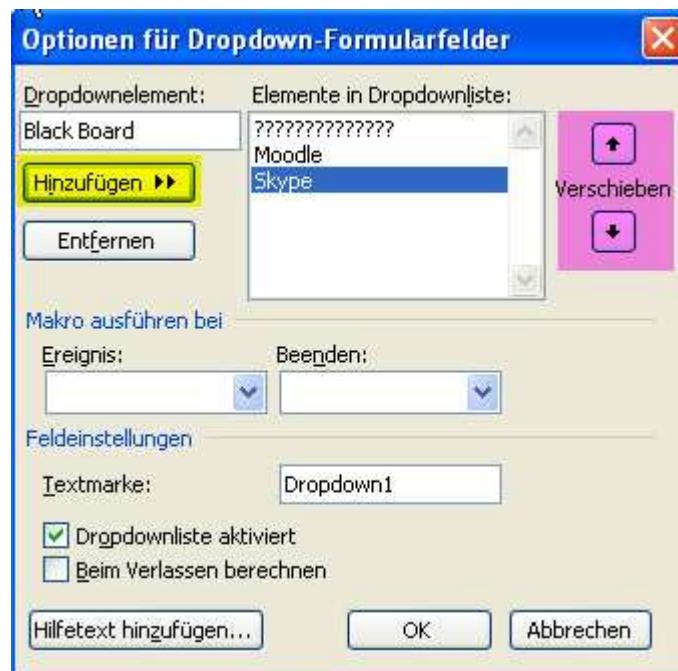 Optionen für Dropdown-Formularfelder
Dropdownelement:
Elemente in Dropdownliste:
Black Board
??????????????
Moodle
Skype
Hinzufügen
Entfernen
Verschieben
Makro ausführen bei
Ereignis:
Beenden:
Feldeinstellungen
Textmarke:
Dropdown1
Dropdownliste aktiviert
Beim Verlassen berechnen
Hilfetext hinzufügen...
OK
Abbrechen